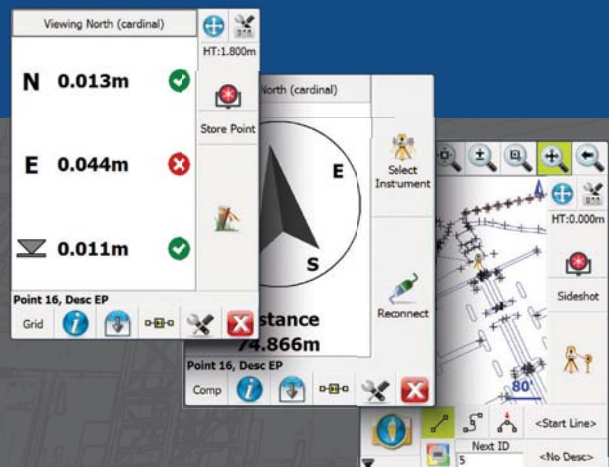 Viewing North (cardinal)
HT:1.800m
N 0.013m
Store Point
E 0.044m
0.011m
Point 16, Desc EP
Grid
North (cardinal)
E
Select
Instrument
S
Reconnect
74.866m
Point 16, Desc EP
Comp
HT:0.000m
Sideshot
80'
<Start Line>
Next ID
5
<No Desc>